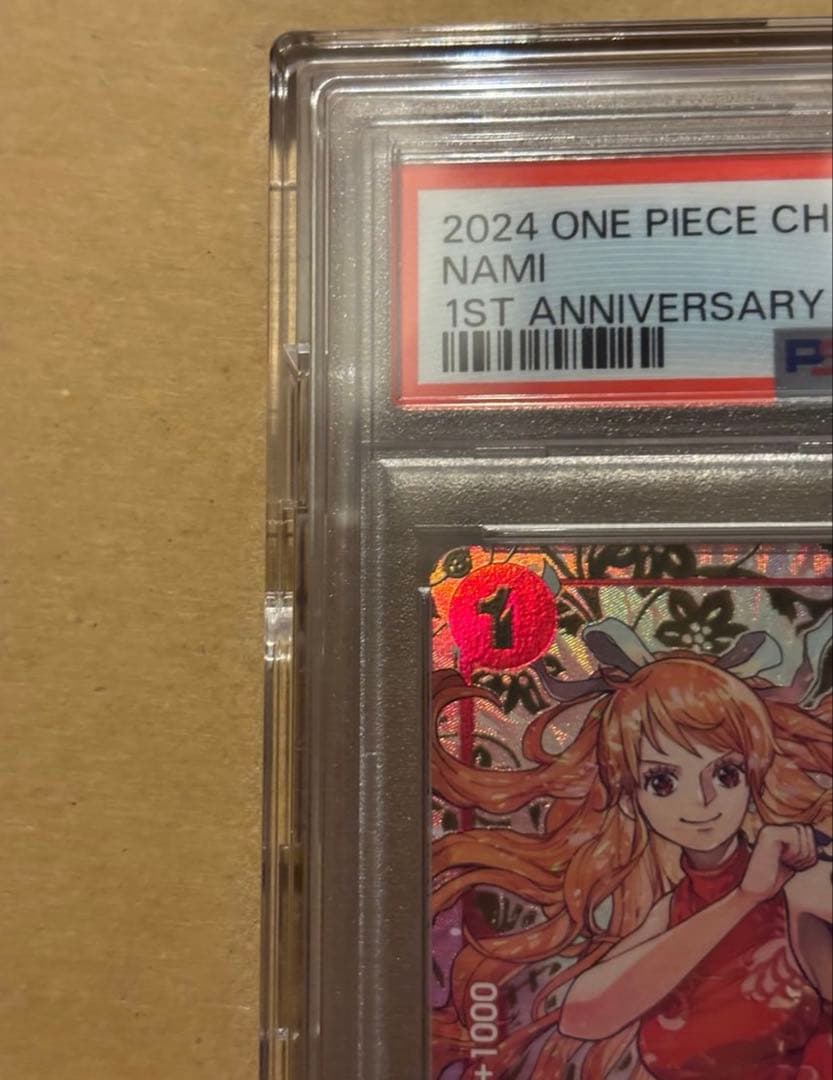 2024 ONE PIECE CH
NAMI
1ST ANNIVERSARY
1
+1000